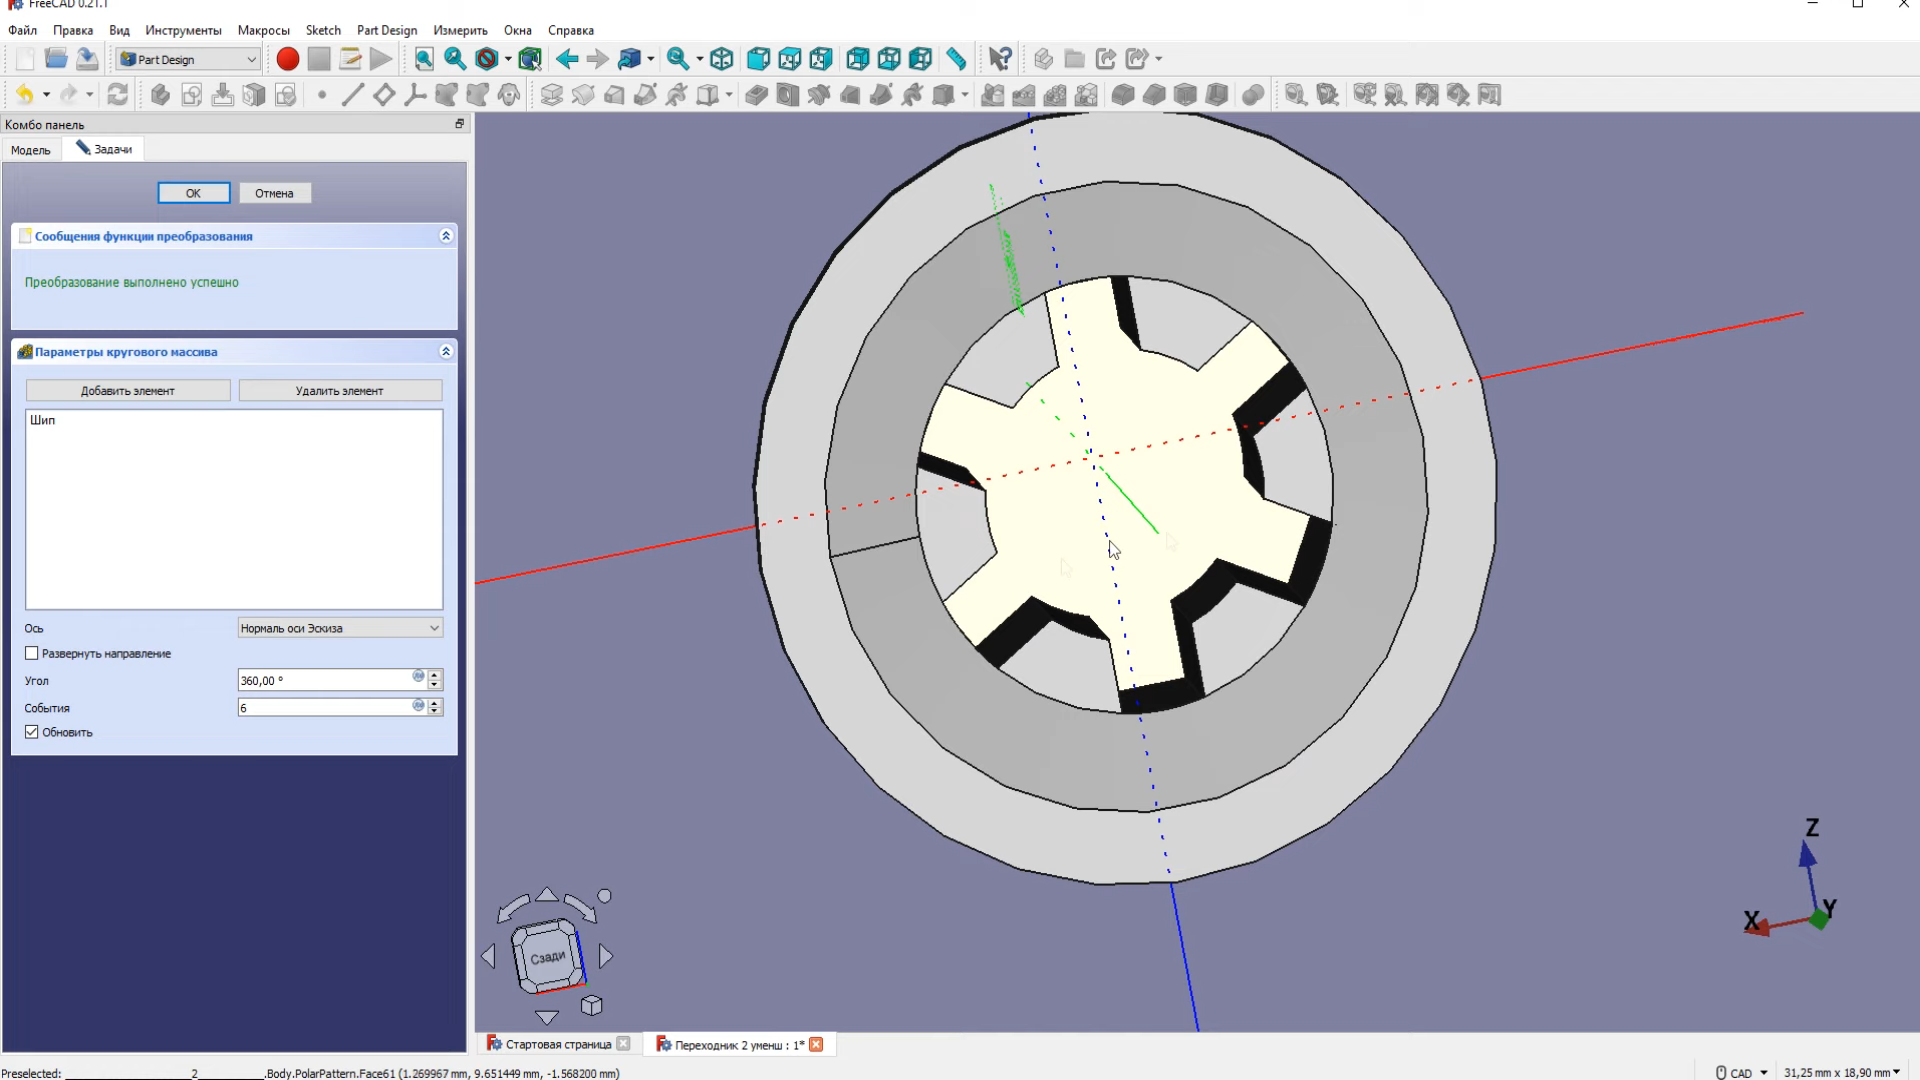 FreeCAD 0.21.1
Файл Правка Вид Инструменты Макросы Sketch Part Design Измерить Окна Справка
Part Design
Комбо панель
Модель Задачи
OK Отмена
Сообщения функции преобразования
Преобразование выполнено успешно
Параметры кругового массива
Добавить элемент Удалить элемент
Шип
Ось Нормаль оси Эскиза
Развернуть направление
Угол 360,00 °
События 6
Обновить
Сзади
Z
X Y
Стартовая страница Переходник 2 уменш : 1*
Preselected: _____________________2___________.Body.PolarPattern.Face61 (1.269967 mm, 9.651449 mm, -1.568200 mm) CAD 31,25 mm x 18,90 mm